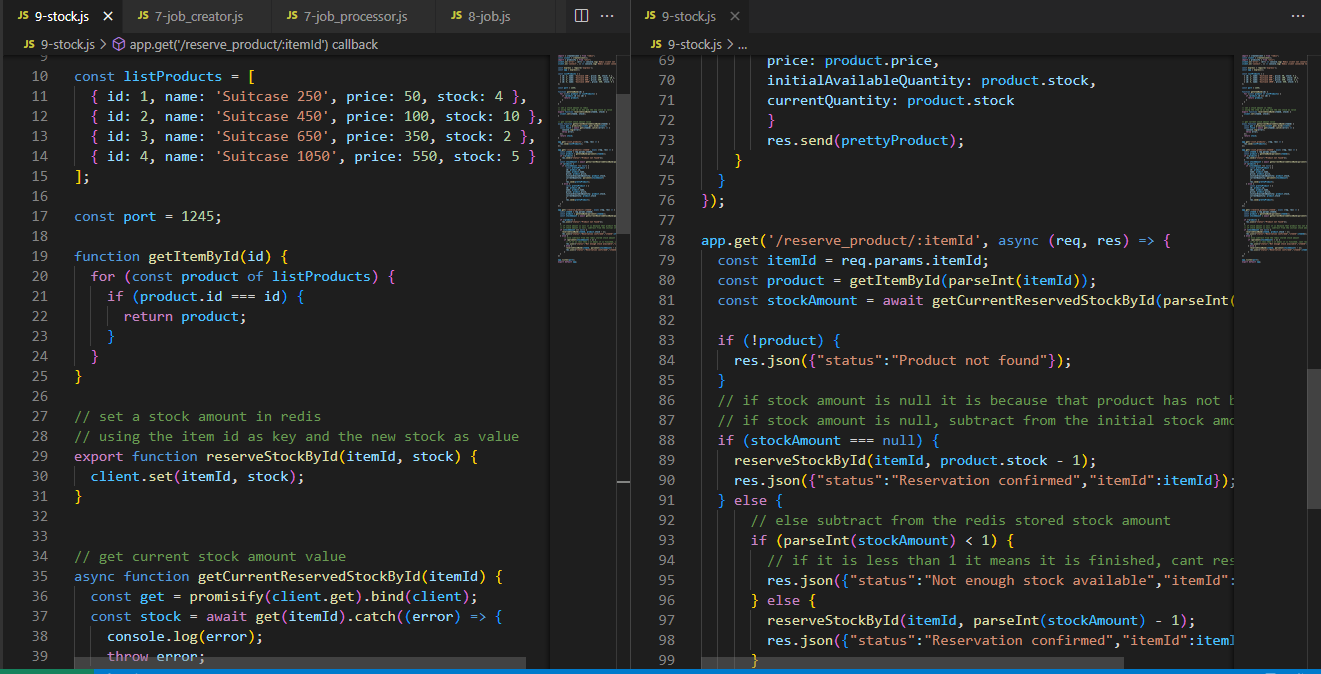 JS 9-stock.js
JS 7-job_creator.js
JS 7-job_processor.js
JS 8-job.js
JS 9-stock.js > app.get('/reserve_product/:itemId') callback
9
10 const listProducts = [
11 { id: 1, name: 'Suitcase 250', price: 50, stock: 4 },
12 { id: 2, name: 'Suitcase 450', price: 100, stock: 10 },
13 { id: 3, name: 'Suitcase 650', price: 350, stock: 2 },
14 { id: 4, name: 'Suitcase 1050', price: 550, stock: 5 }
15 ];
16
17 const port = 1245;
18
19 function getItemById(id) {
20 for (const product of listProducts) {
21 if (product.id === id) {
22 return product;
23 }
24 }
25 }
26
27 // set a stock amount in redis
28 // using the item id as key and the new stock as value
29 export function reserveStockById(itemId, stock) {
30 client.set(itemId, stock);
31 }
32
33
34 // get current stock amount value
35 async function getCurrentReservedStockById(itemId) {
36 const get = promisify(client.get).bind(client);
37 const stock = await get(itemId).catch((error) => {
38 console.log(error);
39 throw error;
JS 9-stock.js
JS 9-stock.js > ...
69 price: product.price,
70 initialAvailableQuantity: product.stock,
71 currentQuantity: product.stock
72 }
73 res.send(prettyProduct);
74 }
75 }
76 });
77
78 app.get('/reserve_product/:itemId', async (req, res) => {
79 const itemId = req.params.itemId;
80 const product = getItemById(parseInt(itemId));
81 const stockAmount = await getCurrentReservedStockById(parseInt(
82
83 if (!product) {
84 res.json({"status":"Product not found"});
85 }
86 // if stock amount is null it is because that product has not b
87 // if stock amount is null, subtract from the initial stock amo
88 if (stockAmount === null) {
89 reserveStockById(itemId, product.stock - 1);
90 res.json({"status":"Reservation confirmed","itemId":itemId});
91 } else {
92 // else subtract from the redis stored stock amount
93 if (parseInt(stockAmount) < 1) {
94 // if it is less than 1 it means it is finished, cant res
95 res.json({"status":"Not enough stock available","itemId":
96 } else {
97 reserveStockById(itemId, parseInt(stockAmount) - 1);
98 res.json({"status":"Reservation confirmed","itemId":itemI
99 }